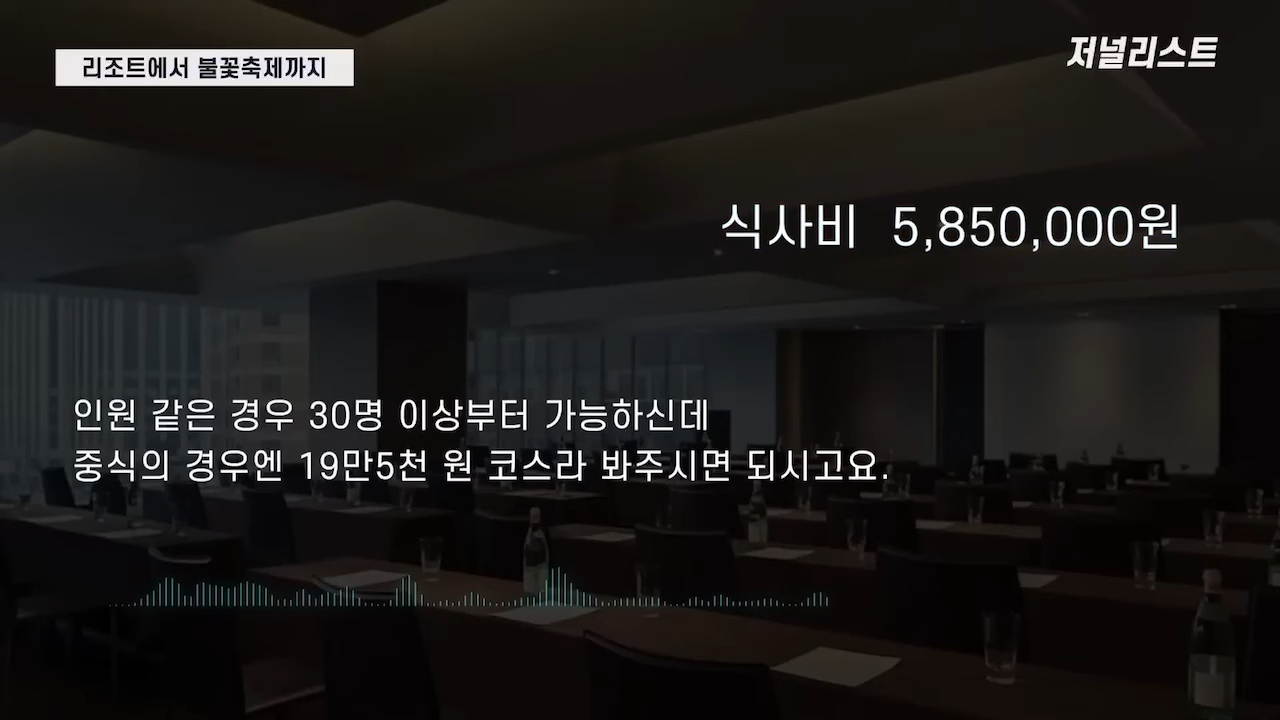 리조트에서 불꽃축제까지
저널리스트
식사비 5,850,000원
인원 같은 경우 30명 이상부터 가능하신데
중식의 경우엔 19만5천 원 코스라 봐주시면 되시고요.